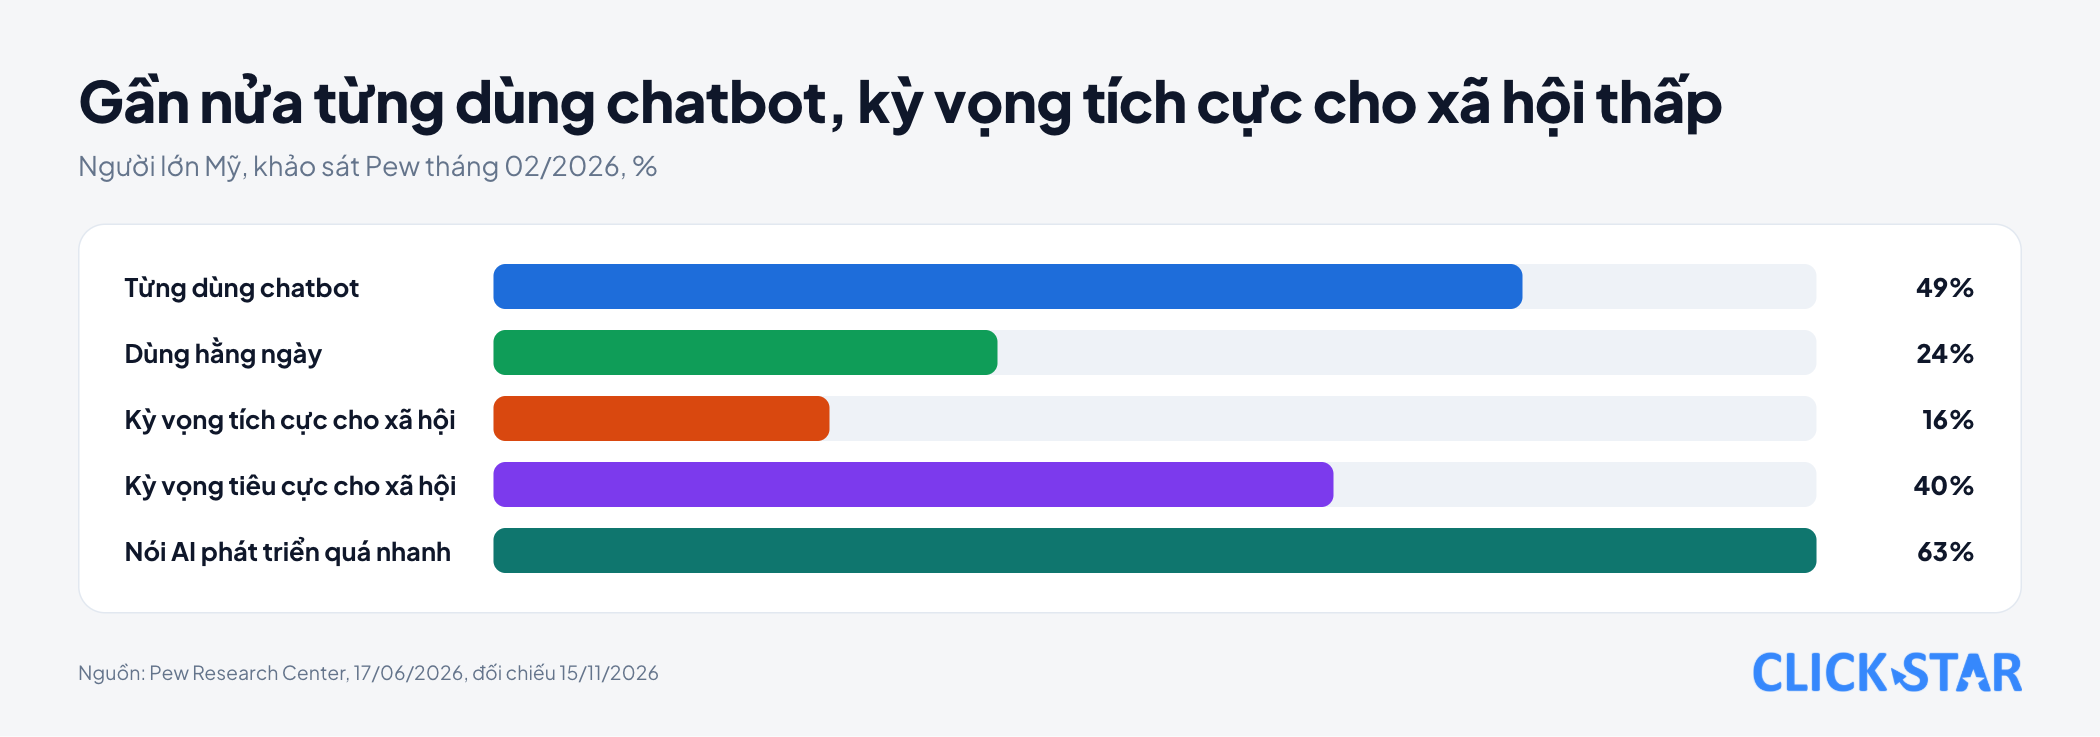 Gần nửa từng dùng chatbot, kỳ vọng tích cực cho xã hội thấp
Người lớn Mỹ, khảo sát Pew tháng 02/2026, %
Từng dùng chatbot 49%
Dùng hằng ngày 24%
Kỳ vọng tích cực cho xã hội 16%
Kỳ vọng tiêu cực cho xã hội 40%
Nói AI phát triển quá nhanh 63%
Nguồn: Pew Research Center, 17/06/2026, đối chiếu 15/11/2026
CLICK STAR